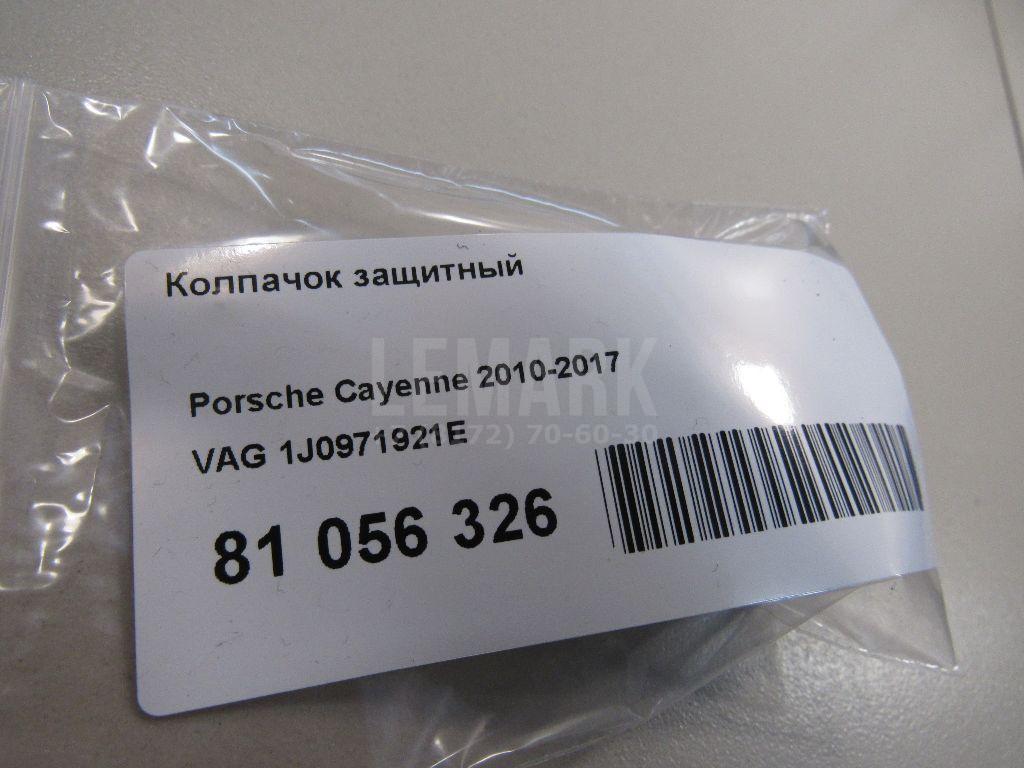 Колпачок защитный
LEMARK
Porsche Cayenne 2010-2017
72) 70-60-30
VAG 1J0971921E
81 056 326